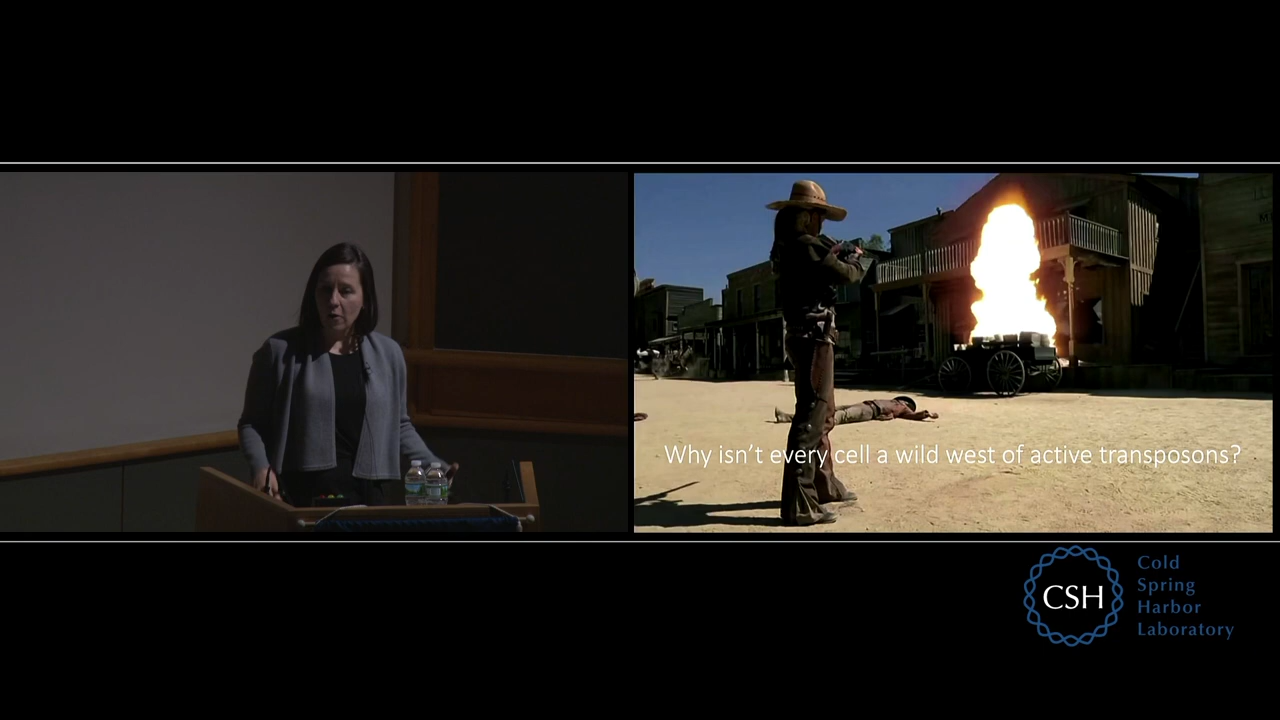 Why isn't every cell a wild west of active transposons?
CSH
Cold
Spring
Harbor
Laboratory